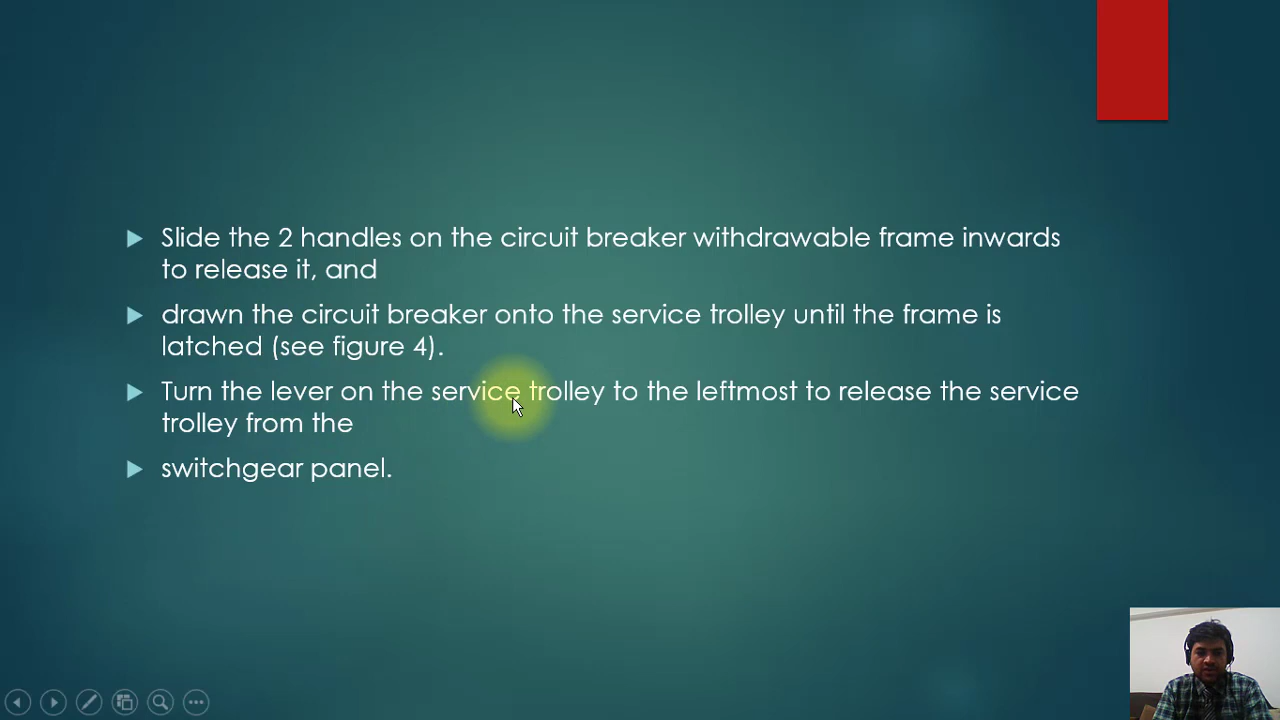 Slide the 2 handles on the circuit breaker withdrawable frame inwards
to release it, and
drawn the circuit breaker onto the service trolley until the frame is
latched (see figure 4).
Turn the lever on the service trolley to the leftmost to release the service
trolley from the
switchgear panel.